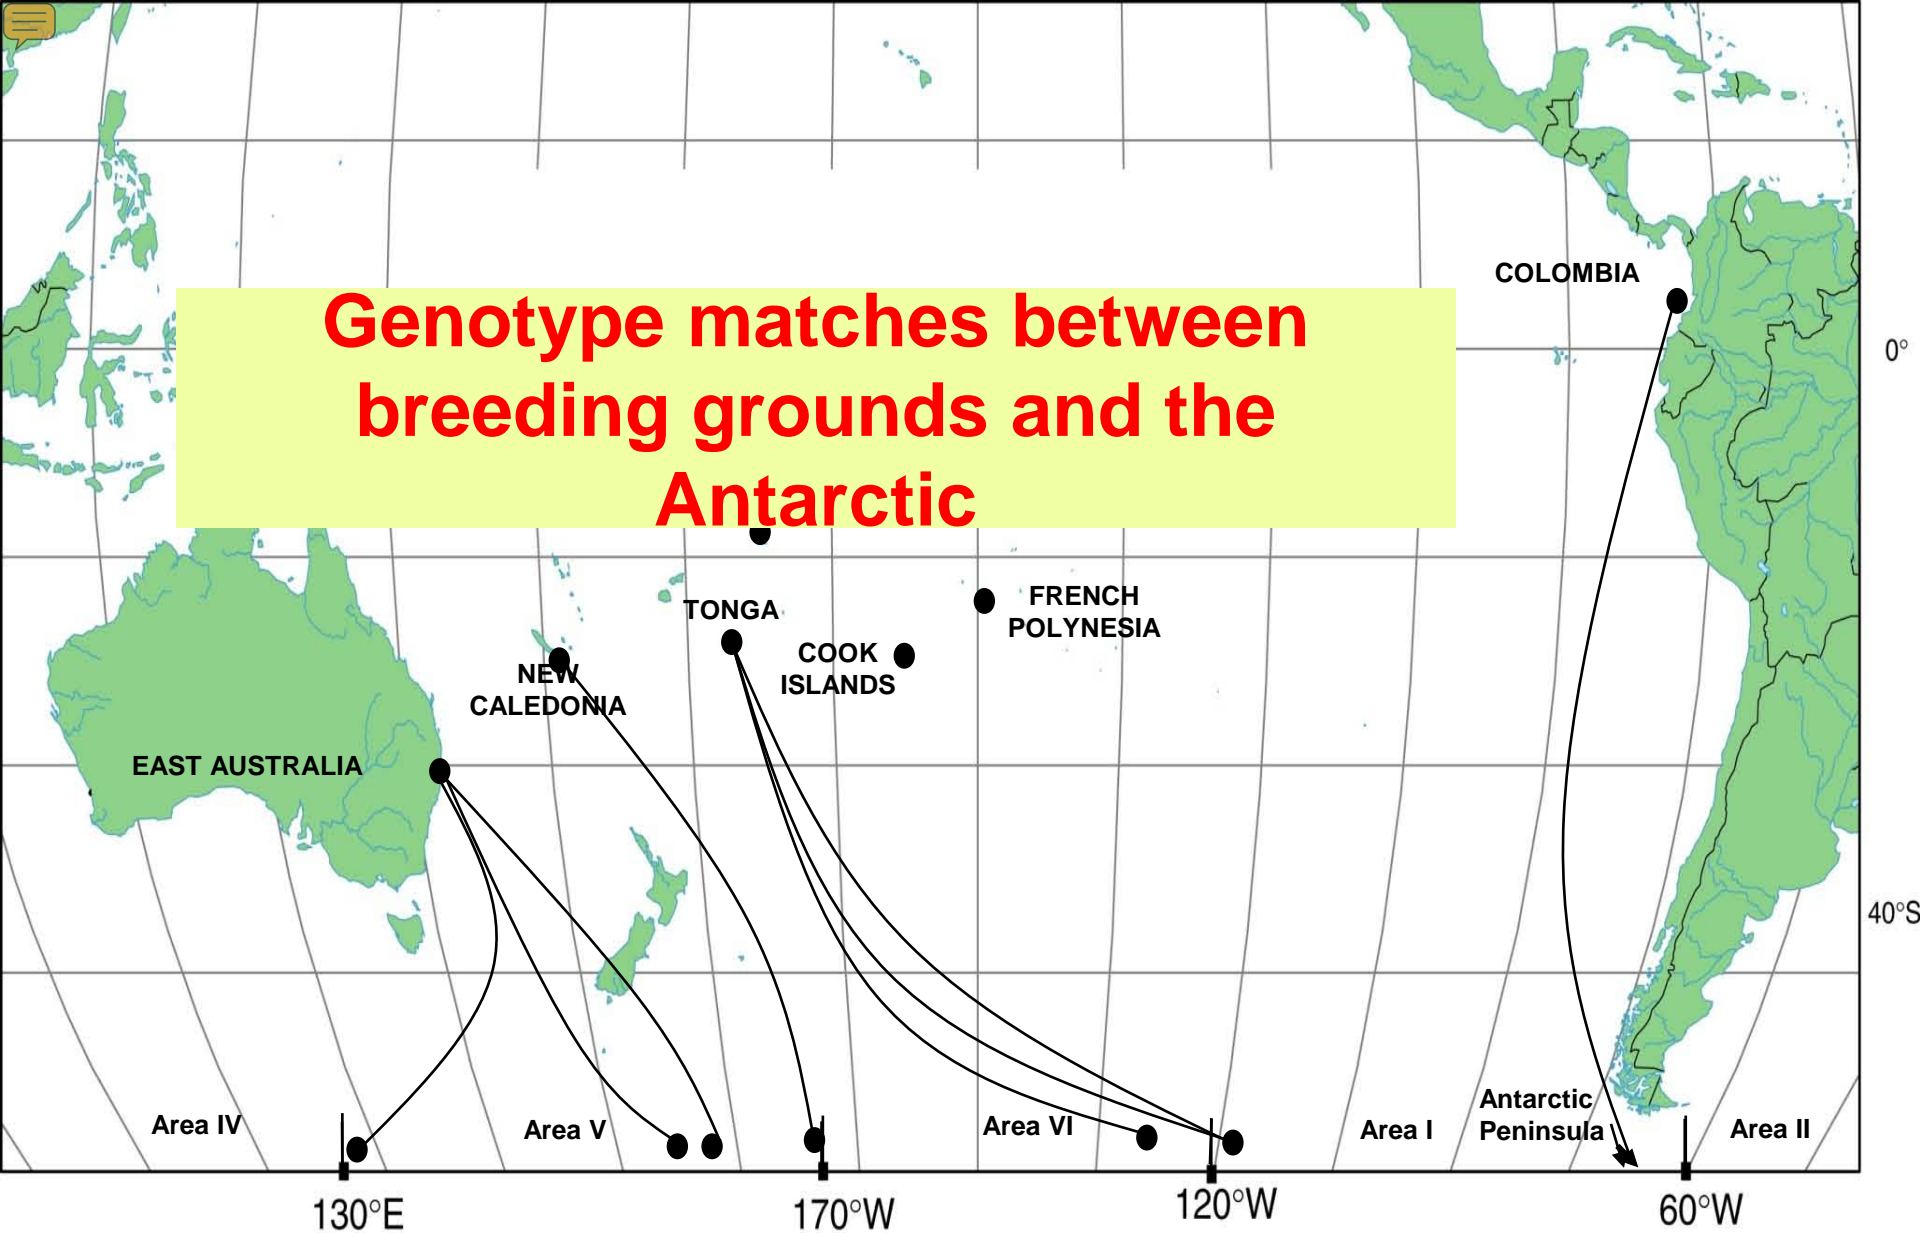 Genotype matches between
breeding grounds and the
Antarctic
COLOMBIA
0°
FRENCH
POLYNESIA
TONGA
COOK
ISLANDS
NEW
CALEDONIA
EAST AUSTRALIA
40°S
Area IV
Area V
Area VI
Area I
Antarctic
Peninsula
Area II
130°E
170°W
120°W
60°W